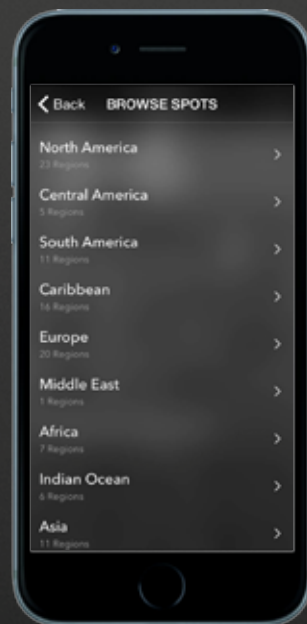 Back BROWSE SPOTS
North America
23 Regions
Central America
5 Regions
South America
11 Regions
Caribbean
16 Regions
Europe
20 Regions
Middle East
1 Regions
Africa
7 Regions
Indian Ocean
6 Regions
Asia
11 Regions